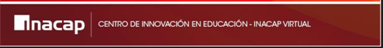 Inacap
CENTRO DE INNOVACIÓN EN EDUCACIÓN - INACAP VIRTUAL